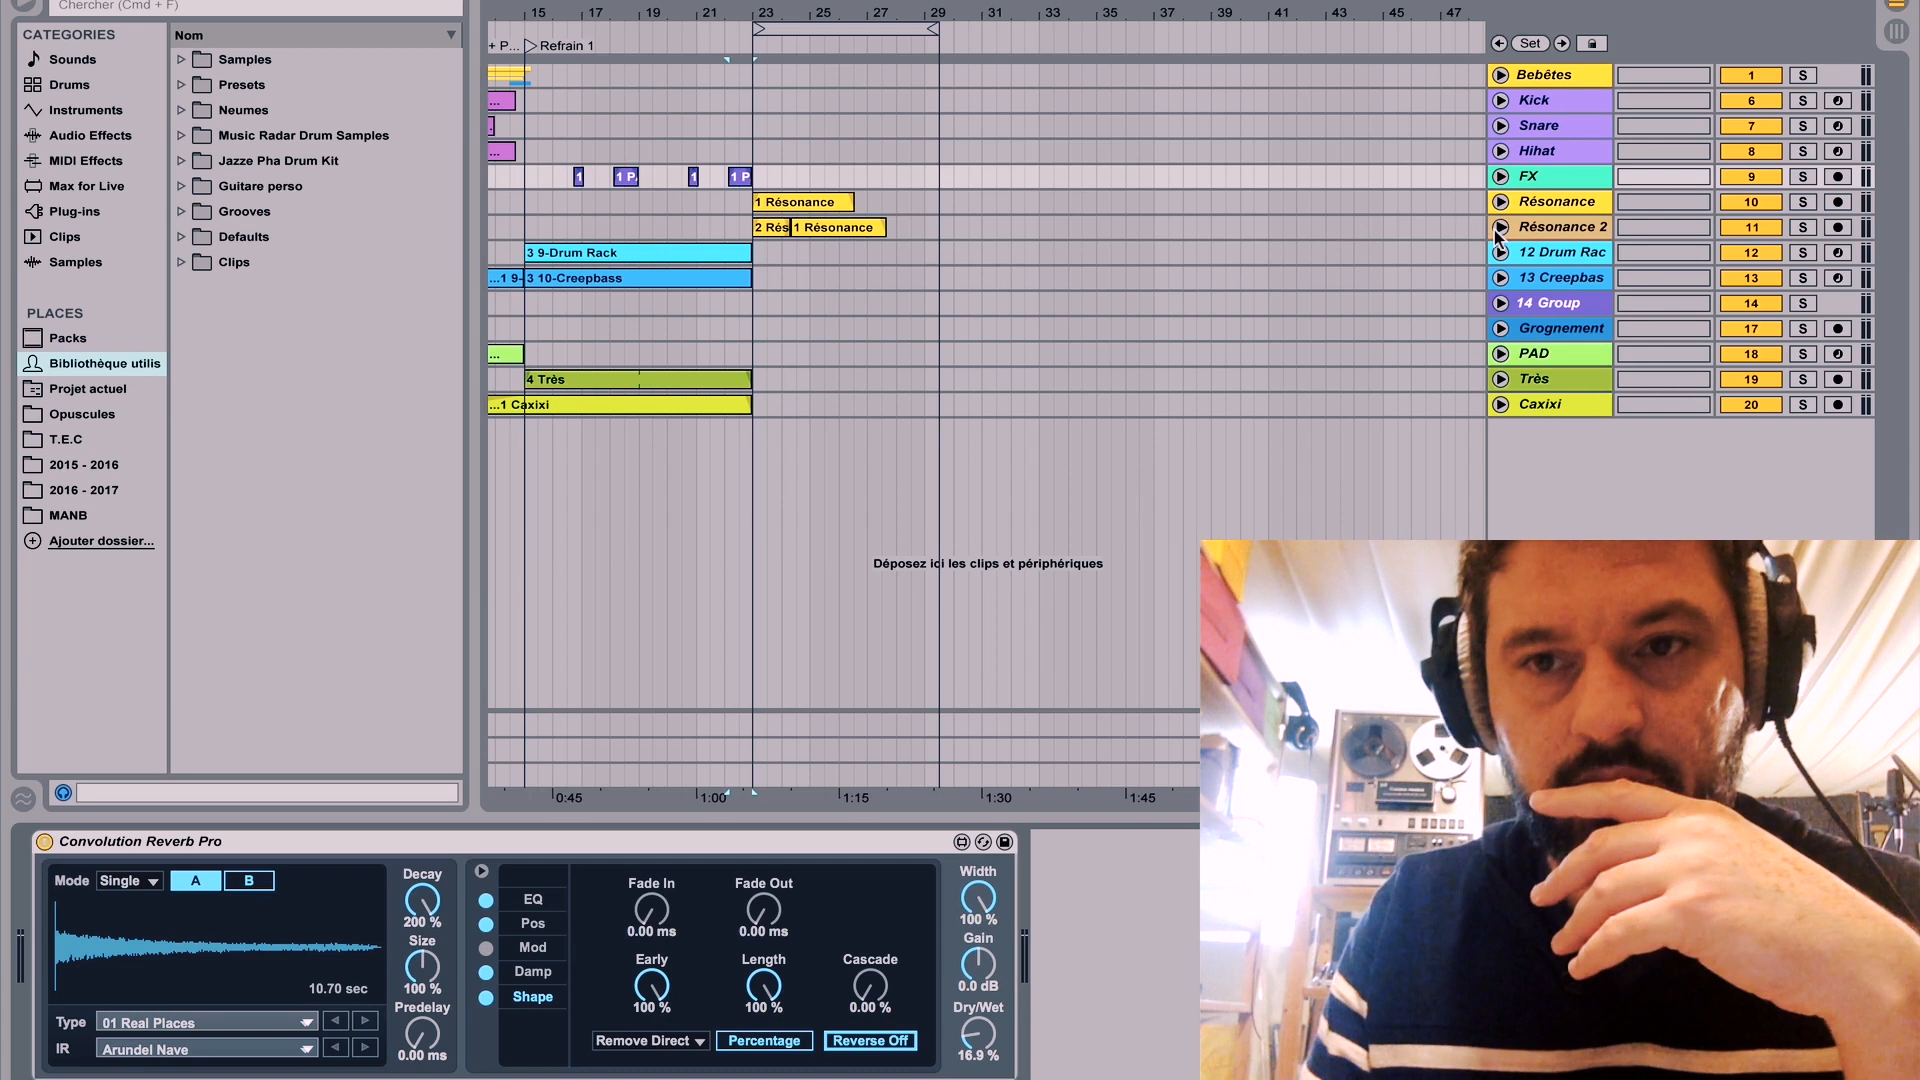 Chercher (Cmd + F)
CATEGORIES
Sounds
Drums
Instruments
Audio Effects
MIDI Effects
Max for Live
Plug-ins
Clips
Samples
PLACES
Packs
Bibliothèque utilis
Projet actuel
Opuscules
T.E.C
2015 - 2016
2016 - 2017
MANB
Ajouter dossier...
Nom
Samples
Presets
Neumes
Music Radar Drum Samples
Jazze Pha Drum Kit
Guitare perso
Grooves
Defaults
Clips
15 17 19 21 23 25 27 29 31 33 35 37 39 41 43 45 47
+ P... Refrain 1
Set
Bebêtes 1 S
... Kick 6 S
Snare 7 S
... Hihat 8 S
1 1 P 1 1 P FX 9 S
1 Résonance Résonance 10 S
2 Rés 1 Résonance Résonance 2 11 S
3 9-Drum Rack 12 Drum Rac 12 S
...1 9- 3 10-Creepbass 13 Creepbas 13 S
14 Group 14 S
Grognement 17 S
... PAD 18 S
4 Très Très 19 S
...1 Caxixi Caxixi 20 S
Déposez ici les clips et périphériques
0:45 1:00 1:15 1:30 1:45
Convolution Reverb Pro
Mode Single A B
10.70 sec
Type 01 Real Places
IR Arundel Nave
Decay
200 %
Size
100 %
Predelay
0.00 ms
EQ
Pos
Mod
Damp
Shape
Fade In Fade Out
0.00 ms 0.00 ms
Early Length Cascade
100 % 100 % 0.00 %
Remove Direct Percentage Reverse Off
Width
100 %
Gain
0.0 dB
Dry/Wet
16.9 %